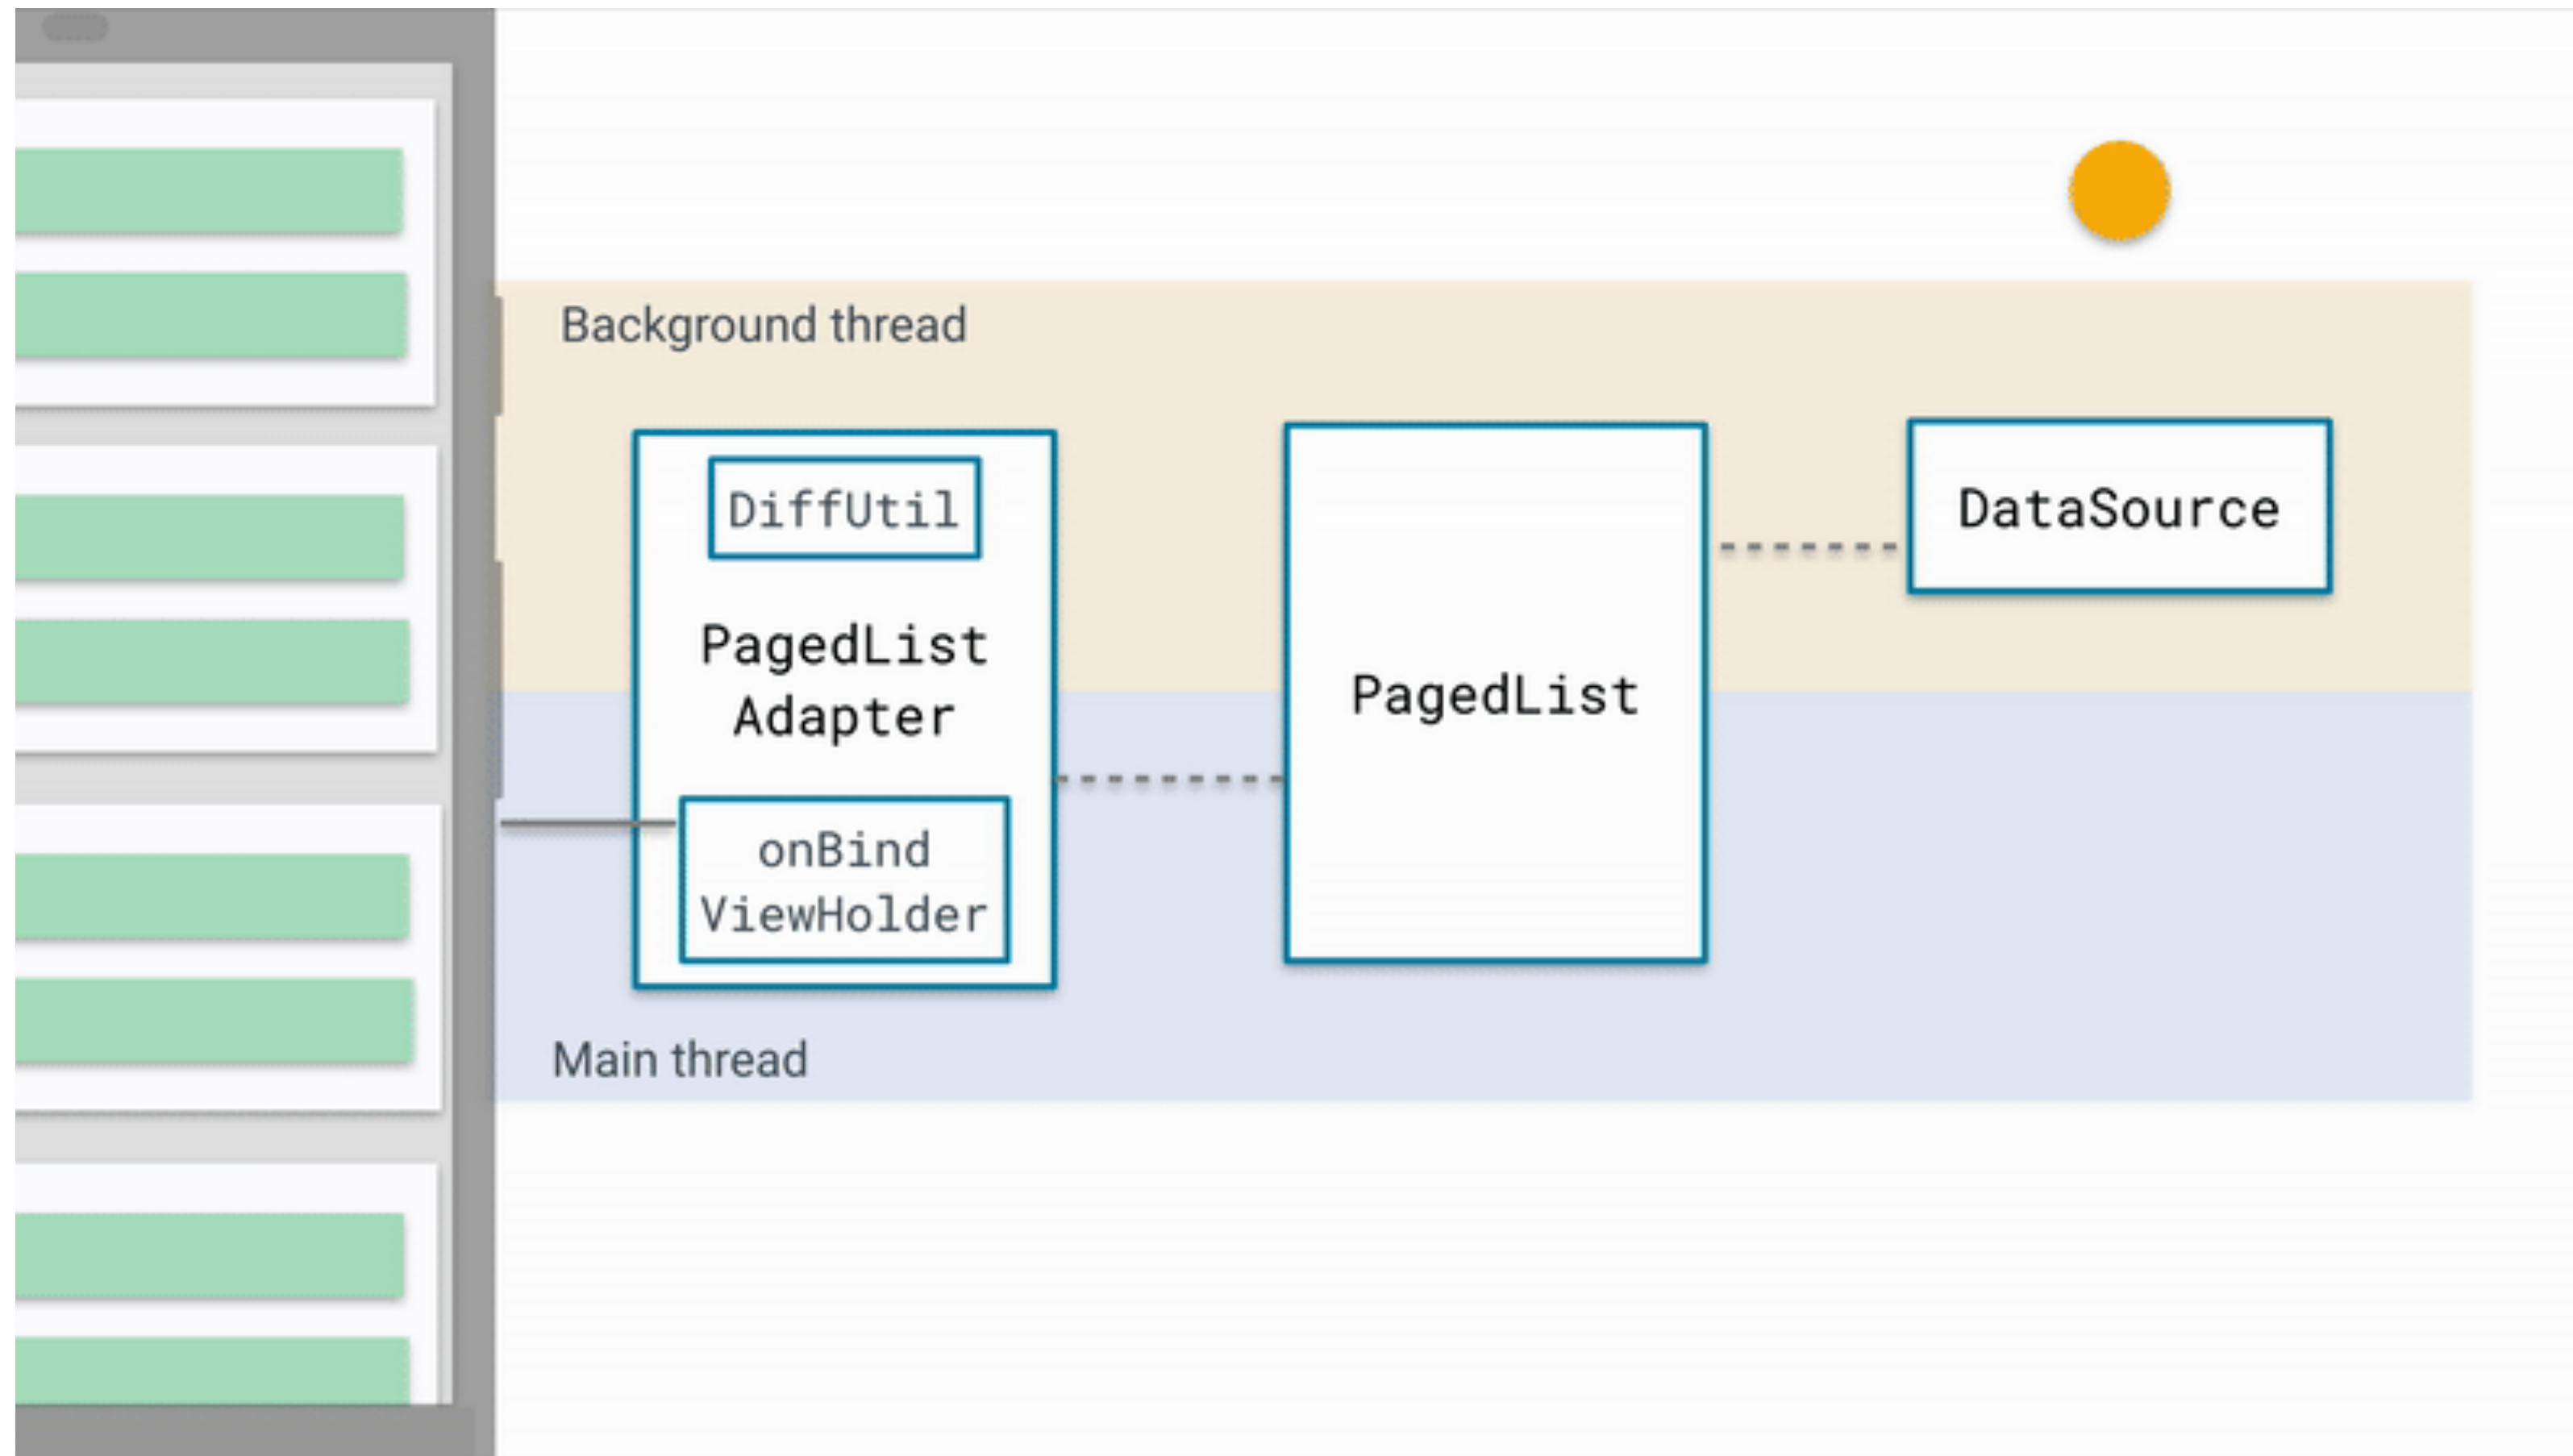 Background thread
DiffUtil
PagedList
Adapter
onBind
ViewHolder
PagedList
DataSource
Main thread